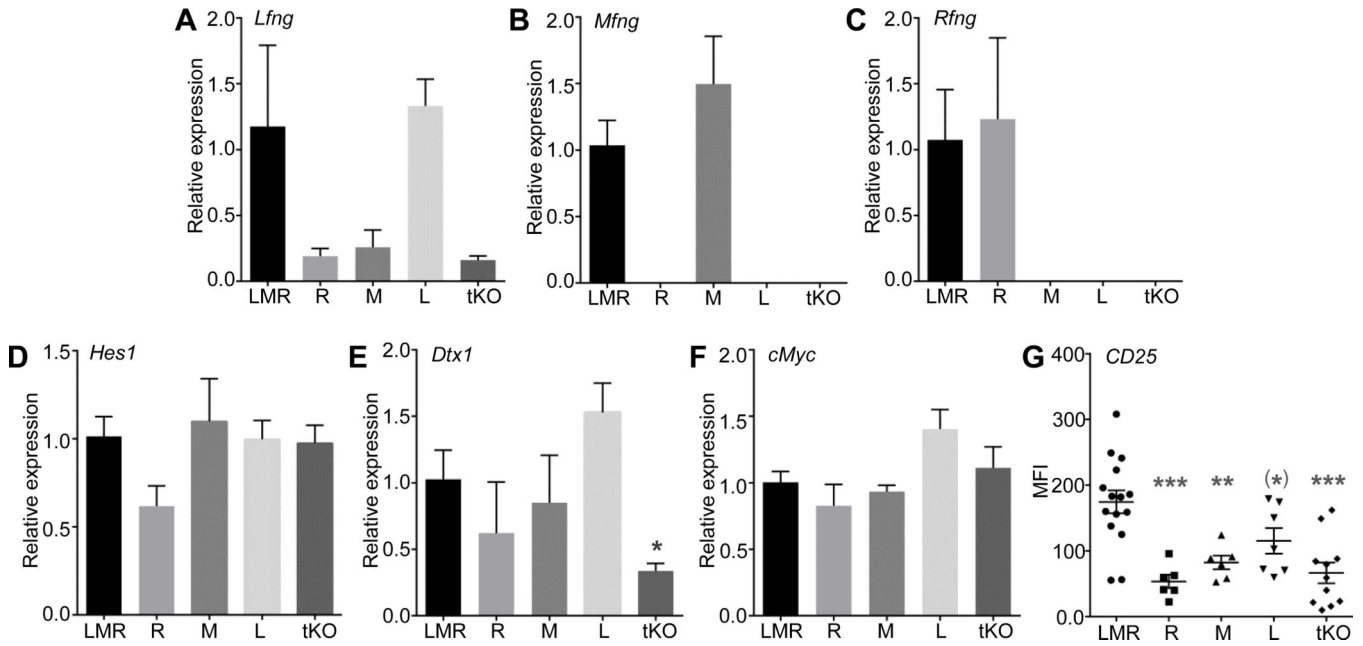 A Lfng
Relative expression
2.0
1.5
1.0
0.5
0.0
LMR R M L tKO
B Mfng
Relative expression
2.0
1.5
1.0
0.5
0.0
LMR R M L tKO
C Rfng
Relative expression
2.0
1.5
1.0
0.5
0.0
LMR R M L tKO
D Hes1
Relative expression
1.5
1.0
0.5
0.0
LMR R M L tKO
E Dtx1
Relative expression
2.0
1.5
1.0
0.5
0.0
*
LMR R M L tKO
F cMyc
Relative expression
2.0
1.5
1.0
0.5
0.0
LMR R M L tKO
G CD25
MFI
400
300
200
100
0
*** ** (*) ***
LMR R M L tKO